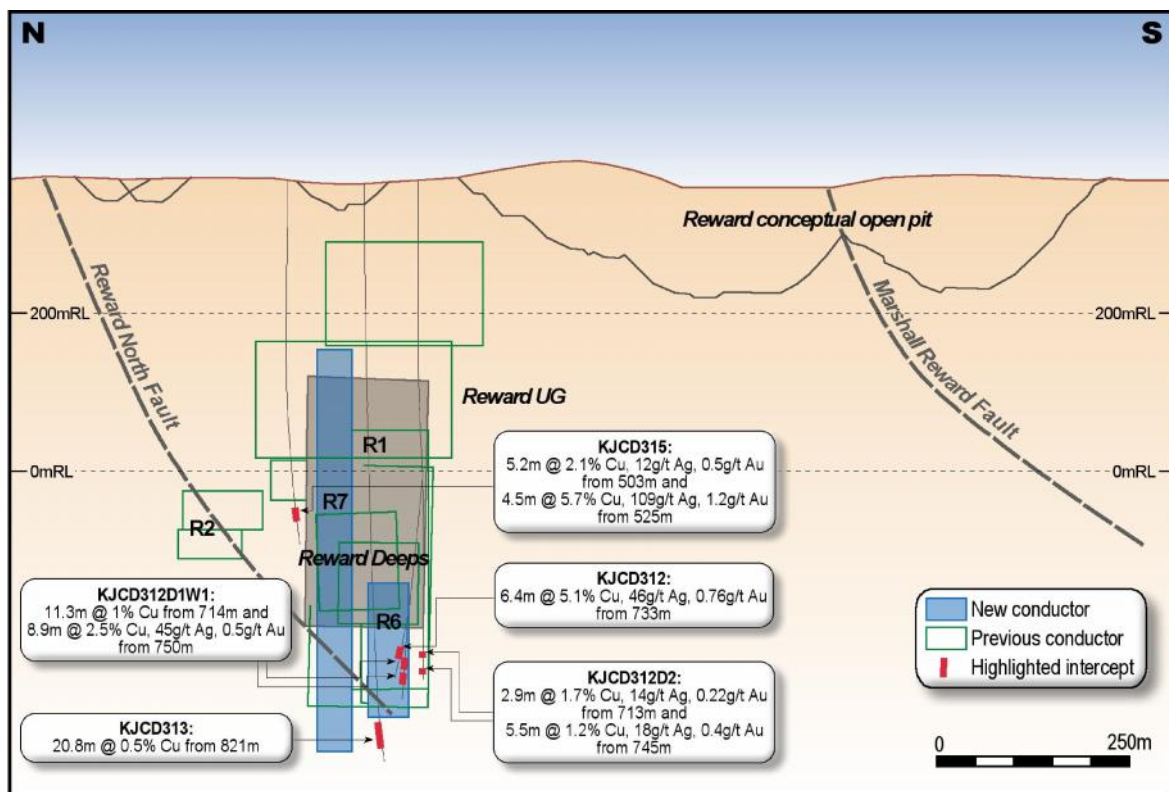 N
S
Reward conceptual open pit
200mRL
200mRL
Reward North Fault
Marshall Reward Fault
Reward UG
R1
0mRL
0mRL
KJCD315:
5.2m @ 2.1% Cu, 12g/t Ag, 0.5g/t Au
from 503m and
4.5m @ 5.7% Cu, 109g/t Ag, 1.2g/t Au
from 525m
R7
R2
Reward Deeps
KJCD312D1W1:
11.3m @ 1% Cu from 714m and
8.9m @ 2.5% Cu, 45g/t Ag, 0.5g/t Au
from 750m
KJCD312:
6.4m @ 5.1% Cu, 46g/t Ag, 0.76g/t Au
from 733m
R6
New conductor
Previous conductor
Highlighted intercept
KJCD312D2:
2.9m @ 1.7% Cu, 14g/t Ag, 0.22g/t Au
from 713m and
5.5m @ 1.2% Cu, 18g/t Ag, 0.4g/t Au
from 745m
KJCD313:
20.8m @ 0.5% Cu from 821m
0
250m